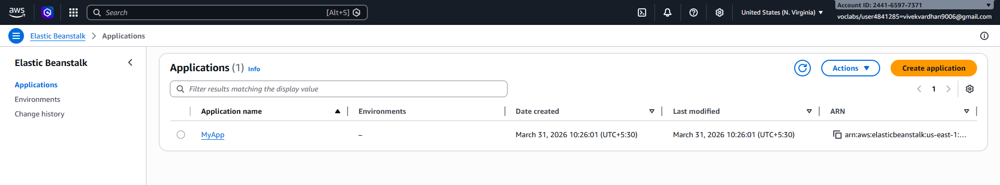 aws
Search [Alt+S]
United States (N. Virginia)
Account ID: 2441-6597-7371
voclabs/user4841285=vivekvardhan9006@gmail.com
Elastic Beanstalk > Applications
Elastic Beanstalk
Applications
Environments
Change history
Applications (1) Info
Actions
Create application
Filter results matching the display value
1
Application name Environments Date created Last modified ARN
MyApp – March 31, 2026 10:26:01 (UTC+5:30) March 31, 2026 10:26:01 (UTC+5:30) arn:aws:elasticbeanstalk:us-east-1:...